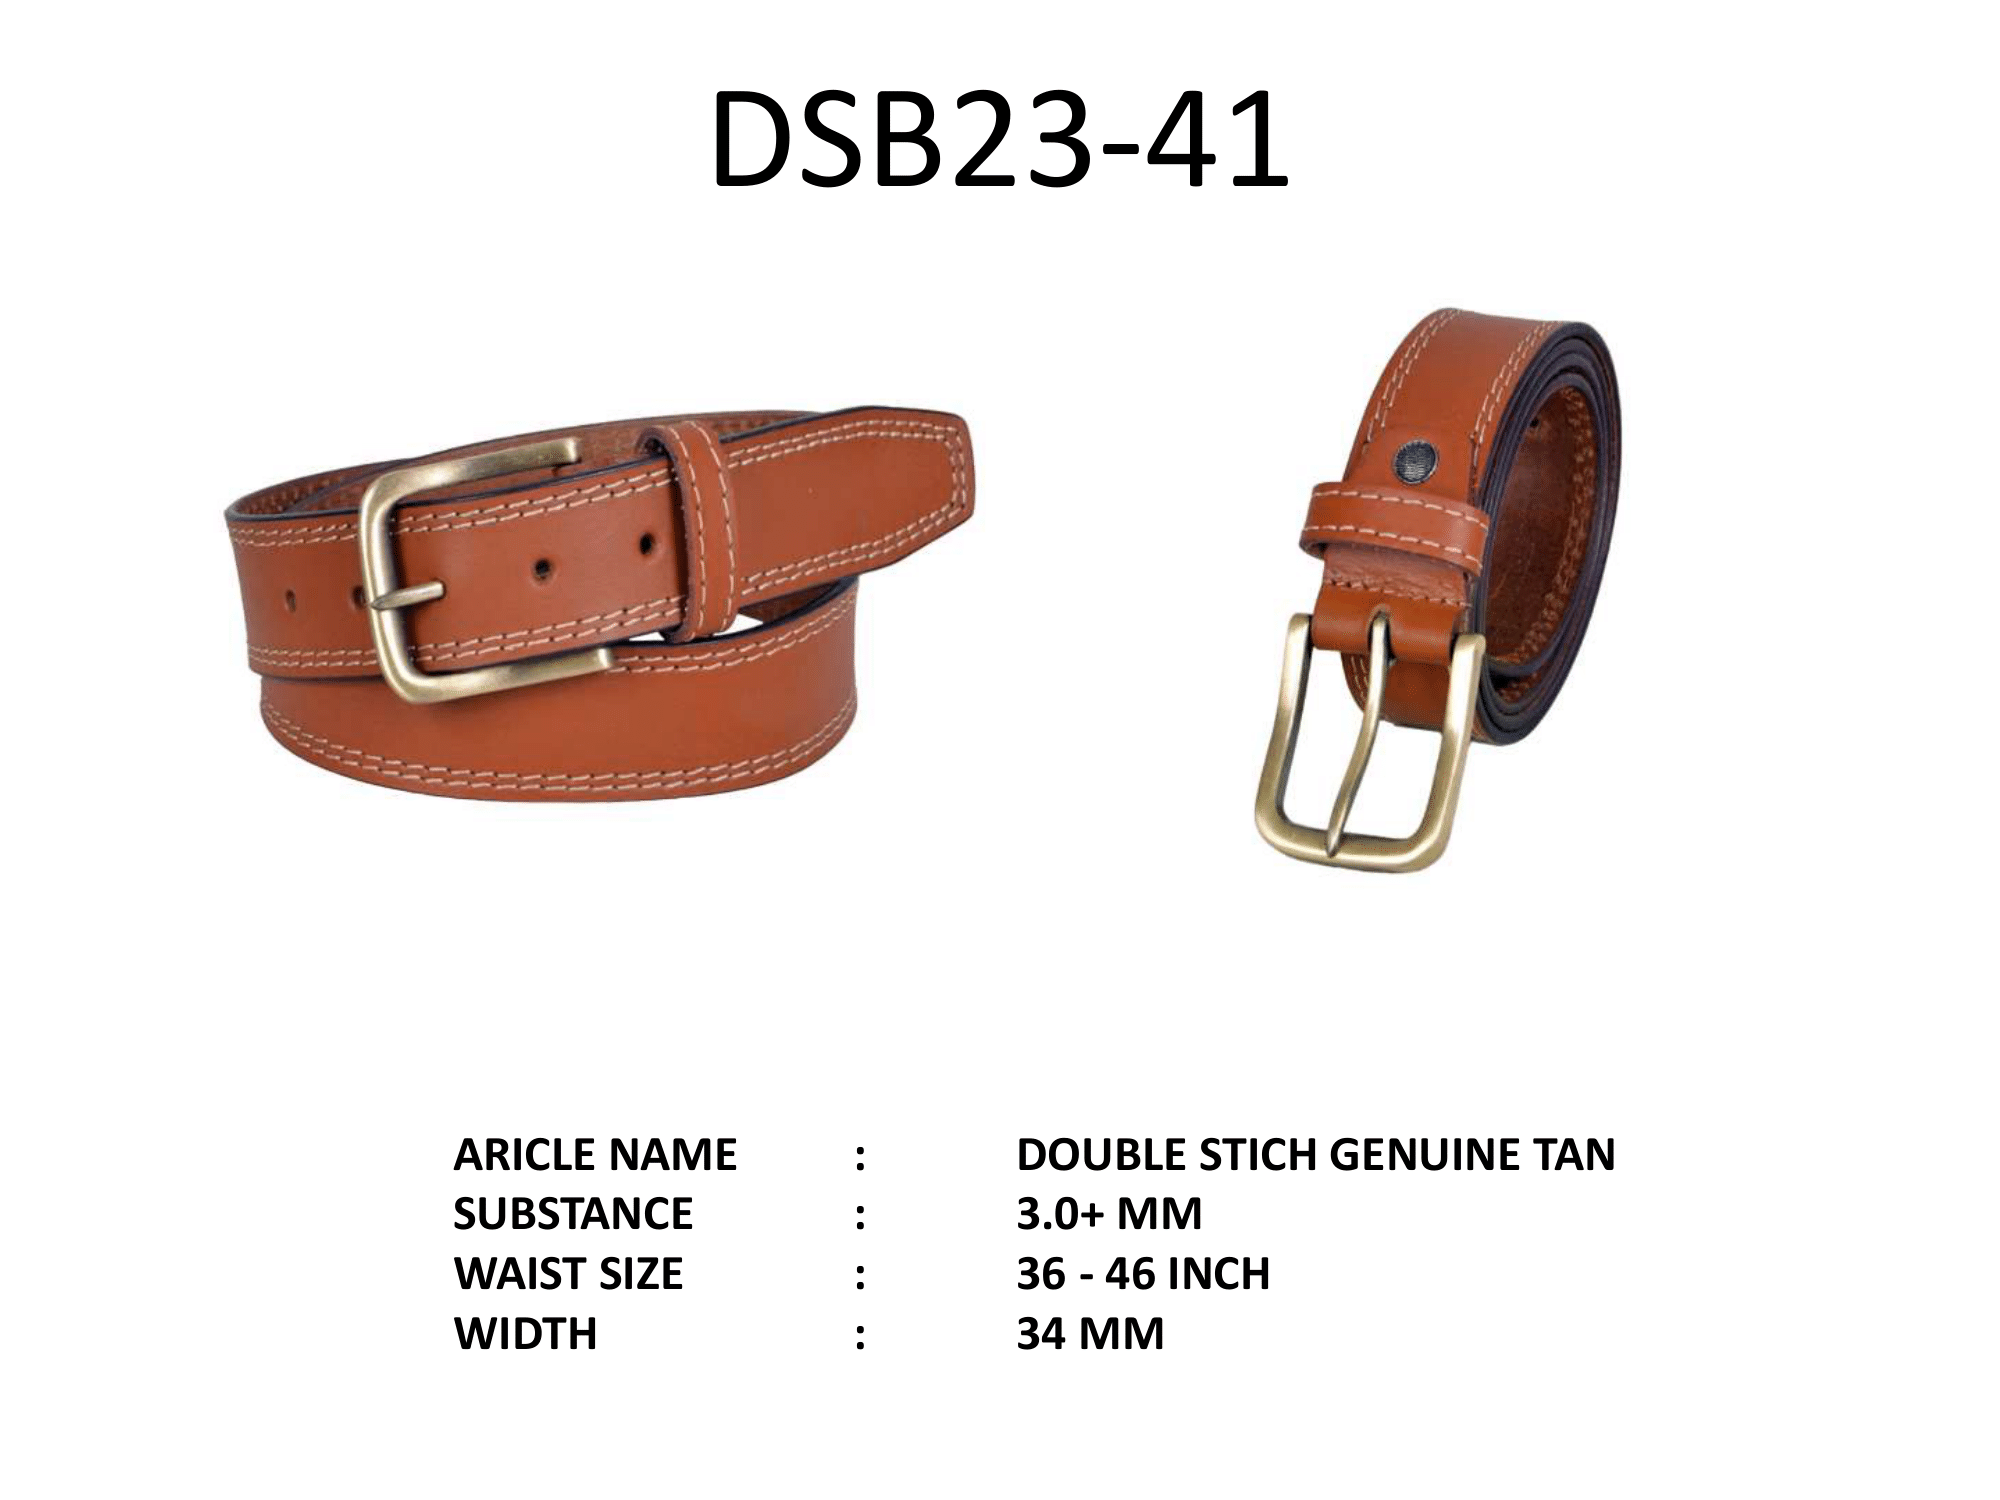 DSB23-41
ARICLE NAME : DOUBLE STICH GENUINE TAN
SUBSTANCE : 3.0+ MM
WAIST SIZE : 36 - 46 INCH
WIDTH : 34 MM